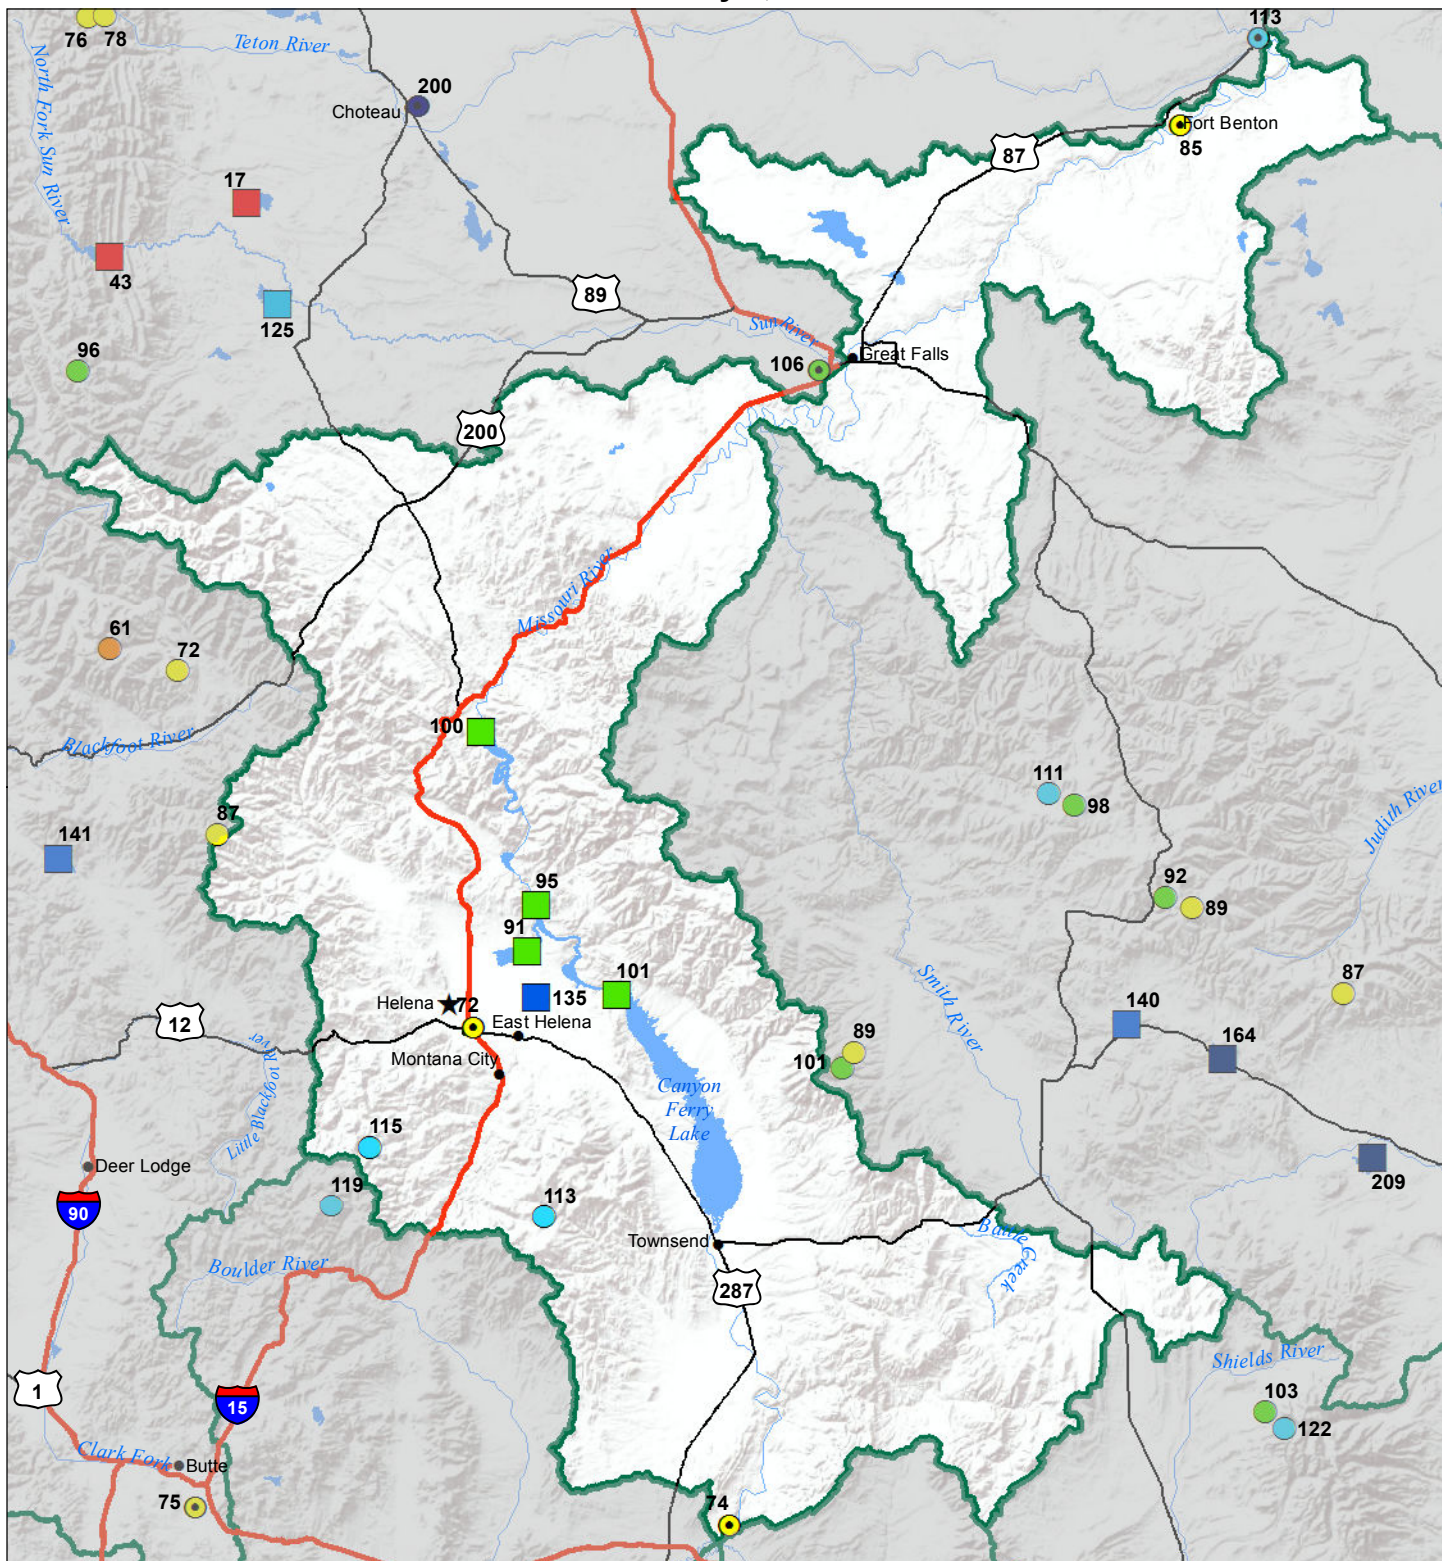 113
76 78
Teton River
North Fork Sun River
200
Choteau
Fort Benton
85
87
17
43
89
125
Sun River
96
106
Great Falls
200
Missouri River
61
72
100
Blackfoot River
111
98
Judith River
87
141
95
92
89
91
101
87
Smith River
Helena
72
135
12
East Helena
140
164
Little Blackfoot River
Montana City
89
101
Canyon
Ferry
Lake
115
Deer Lodge
209
119
113
90
Battle Creek
Townsend
Boulder River
287
Shields River
1
15
103
122
Clark Fork
Butte
75
74